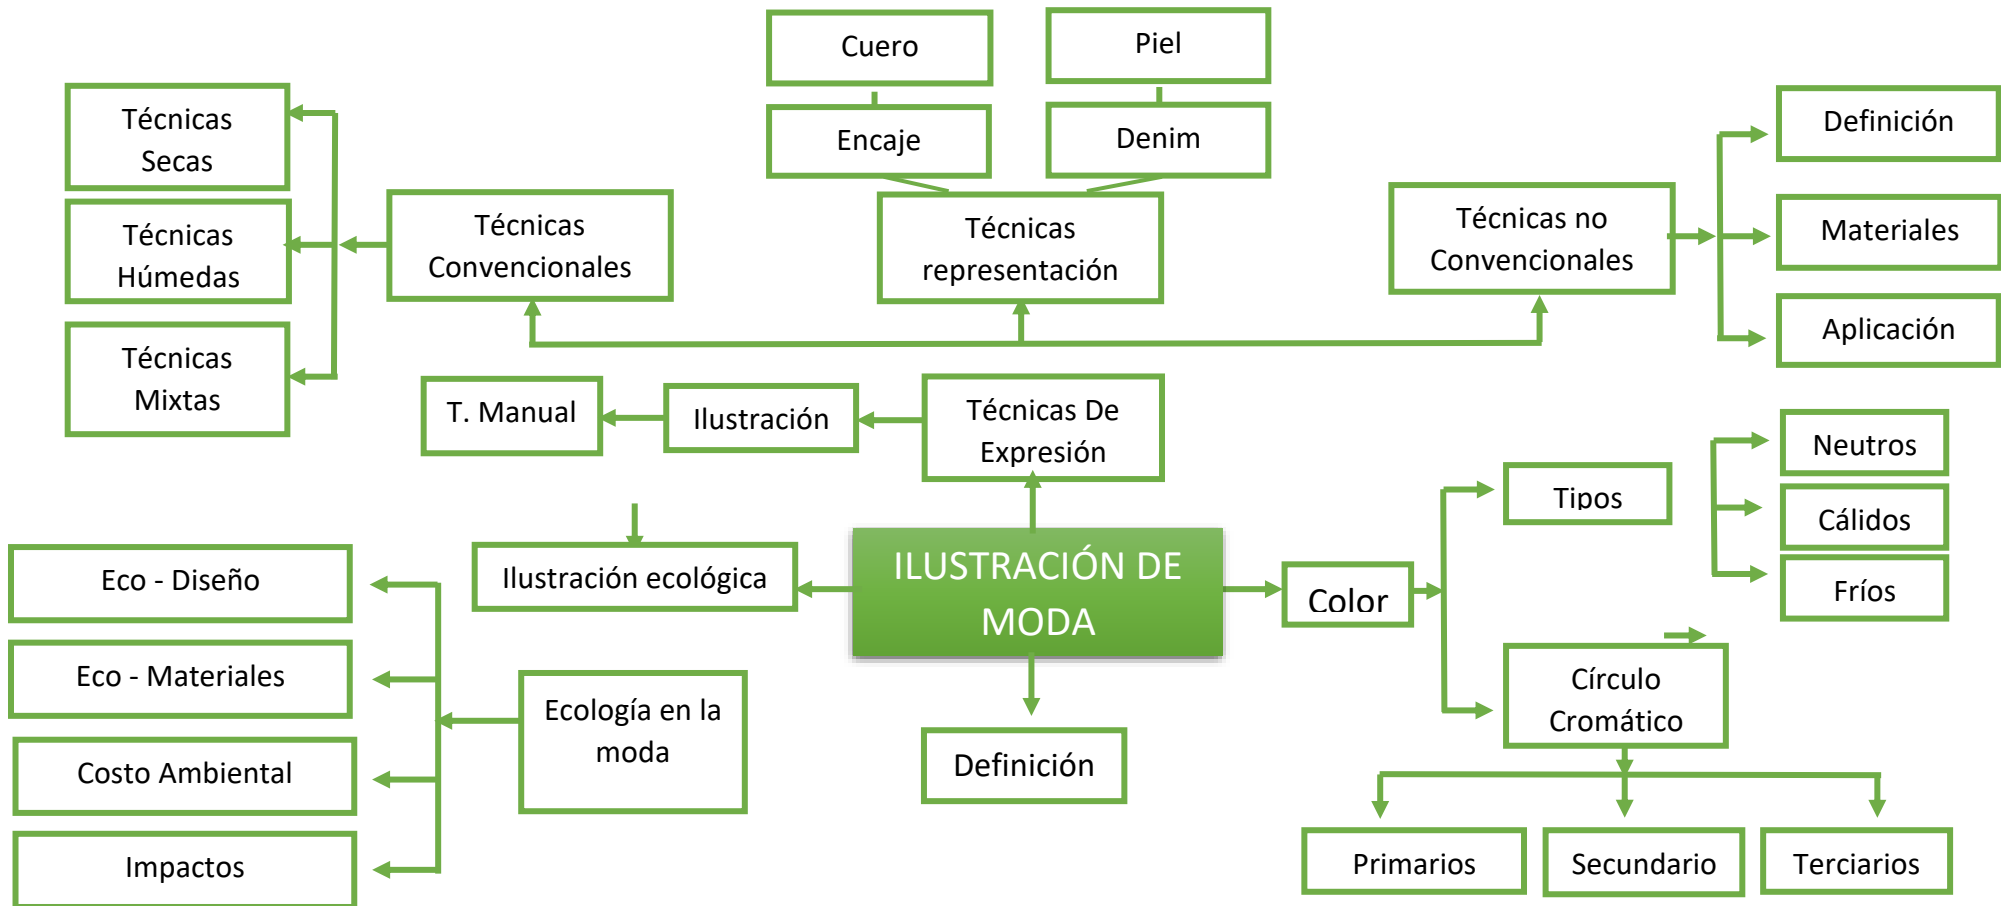 Cuero
Piel
Técnicas
Secas
Encaje
Denim
Definición
Técnicas
Húmedas
Técnicas
Convencionales
Técnicas
representación
Técnicas no
Convencionales
Materiales
Técnicas
Mixtas
Aplicación
T. Manual
Ilustración
Técnicas De
Expresión
Neutros
Tipos
Cálidos
Fríos
Eco - Diseño
Ilustración ecológica
ILUSTRACIÓN DE
MODA
Color
Eco - Materiales
Ecología en la
moda
Círculo
Cromático
Costo Ambiental
Definición
Impactos
Primarios
Secundario
Terciarios